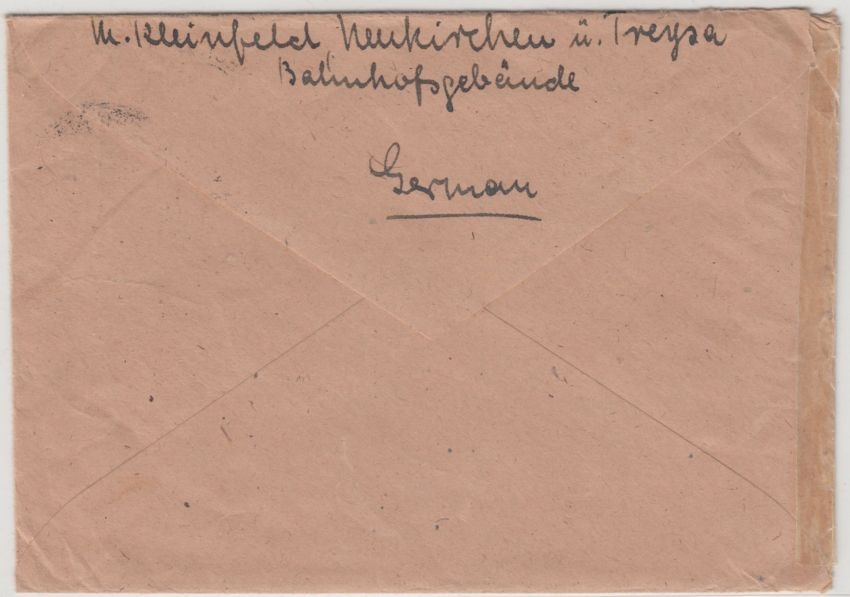 M. Kleinfeld, Neukirchen ü. Treysa
Bahnhofsgebäude
German